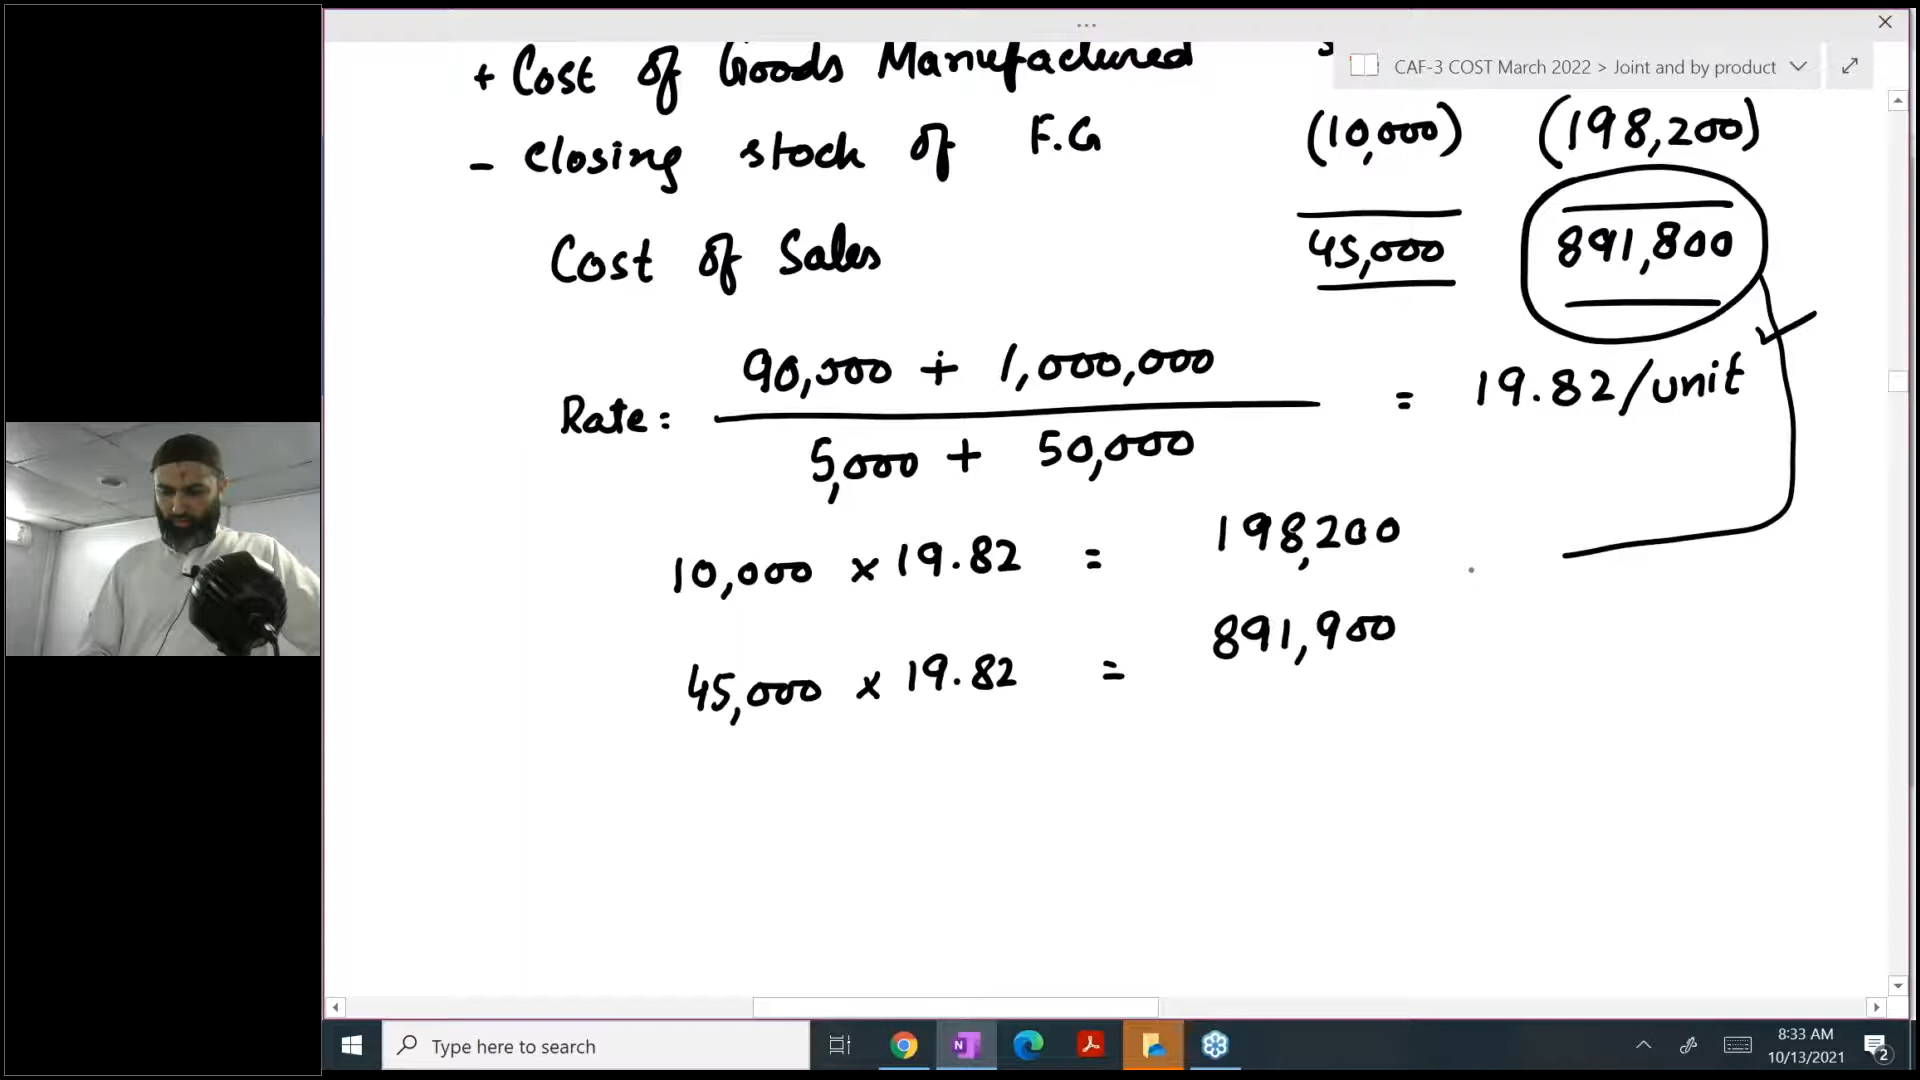 + Cost of Goods Manufactured
CAF-3 COST March 2022 > Joint and by product
- Closing stock of F.G (10,000) (198,200)
Cost of Sales 45,000 891,800
Rate: 90,000 + 1,000,000 = 19.82/unit
5,000 + 50,000
10,000 × 19.82 = 198,200
45,000 × 19.82 = 891,900
Type here to search
8:33 AM
10/13/2021
2